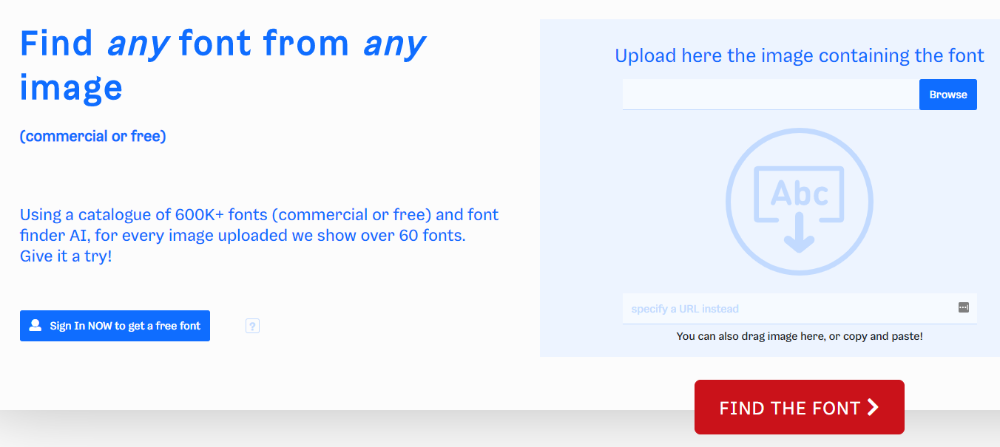 Find any font from any
image
(commercial or free)
Using a catalogue of 600K+ fonts (commercial or free) and font
finder AI, for every image uploaded we show over 60 fonts.
Give it a try!
Sign In NOW to get a free font
?
Upload here the image containing the font
Browse
Abc
specify a URL instead
You can also drag image here, or copy and paste!
FIND THE FONT